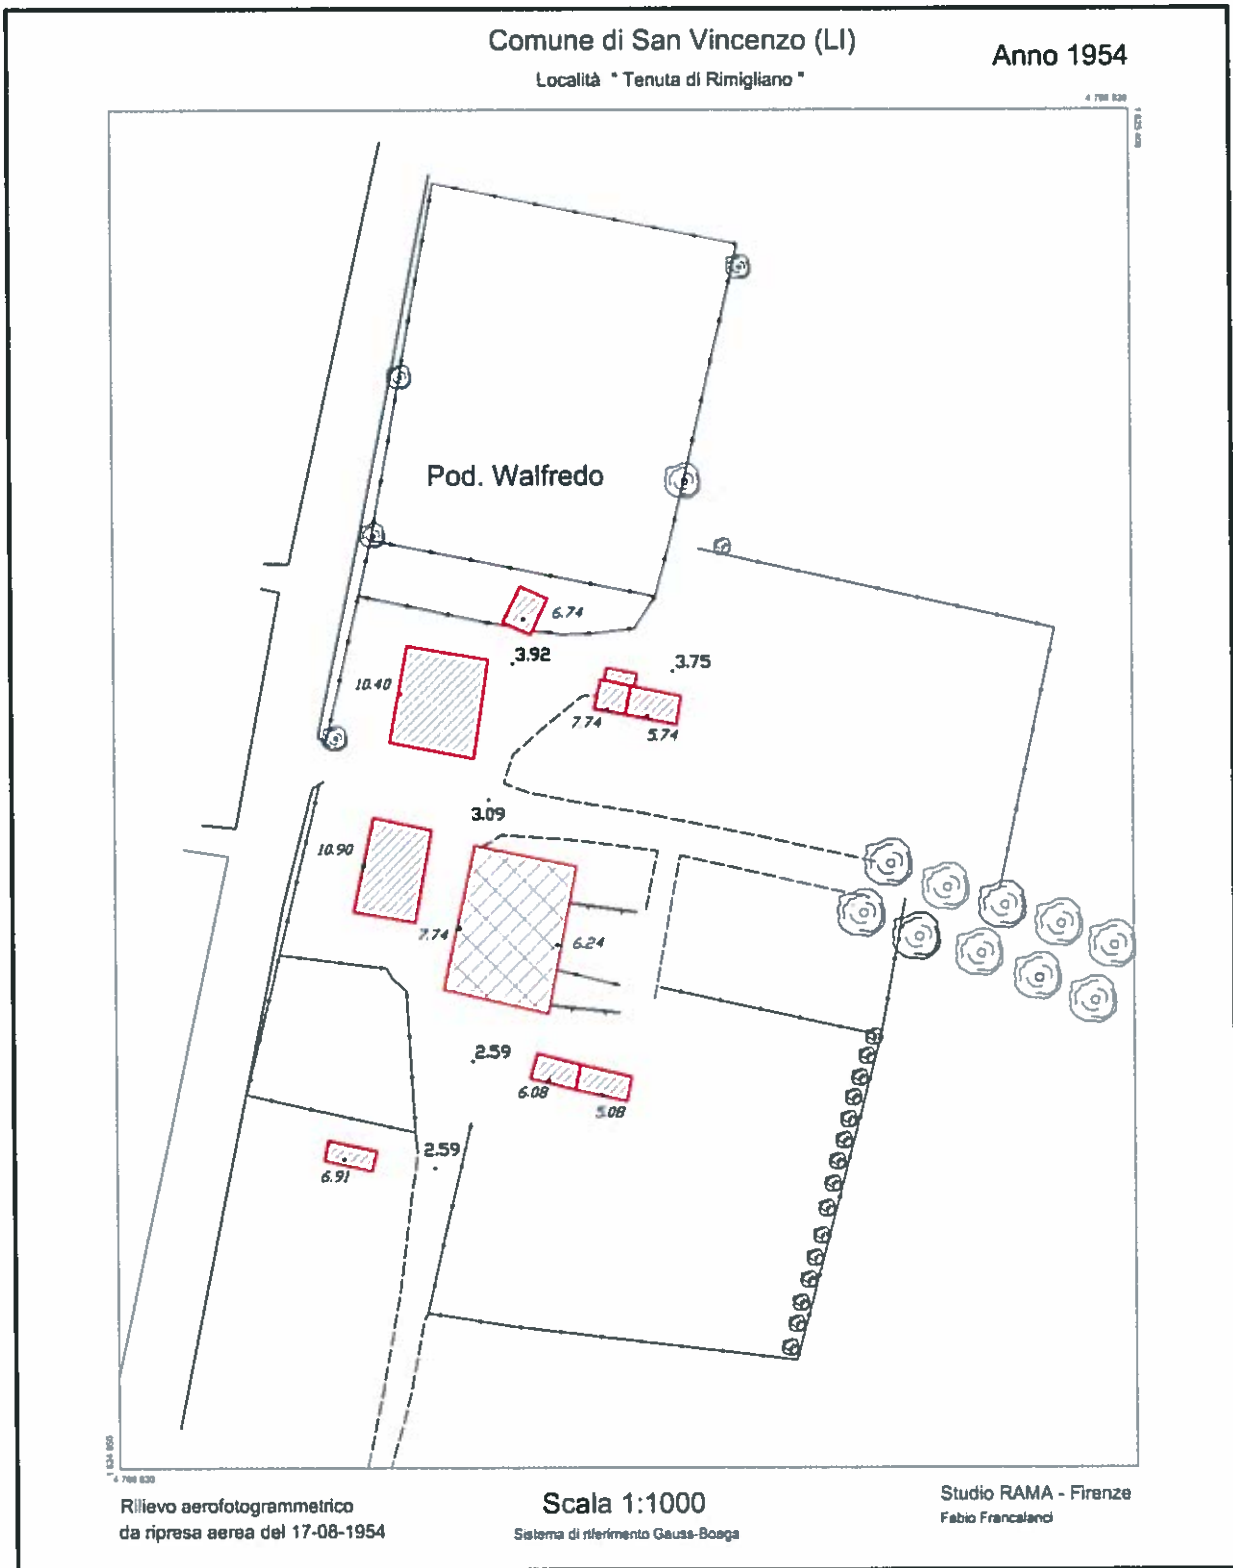 Comune di San Vincenzo (LI)
Anno 1954
Località " Tenuta di Rimigliano "
Pod. Walfredo
6.74
3.92
3.75
10.40
7.74
5.74
3.09
10.90
7.74
6.24
2.59
6.08
5.08
2.59
6.91
Rilievo aerofotogrammetrico
da ripresa aerea del 17-08-1954
Scala 1:1000
Sistema di riferimento Gauss-Boaga
Studio RAMA - Firenze
Fabio Francalanci